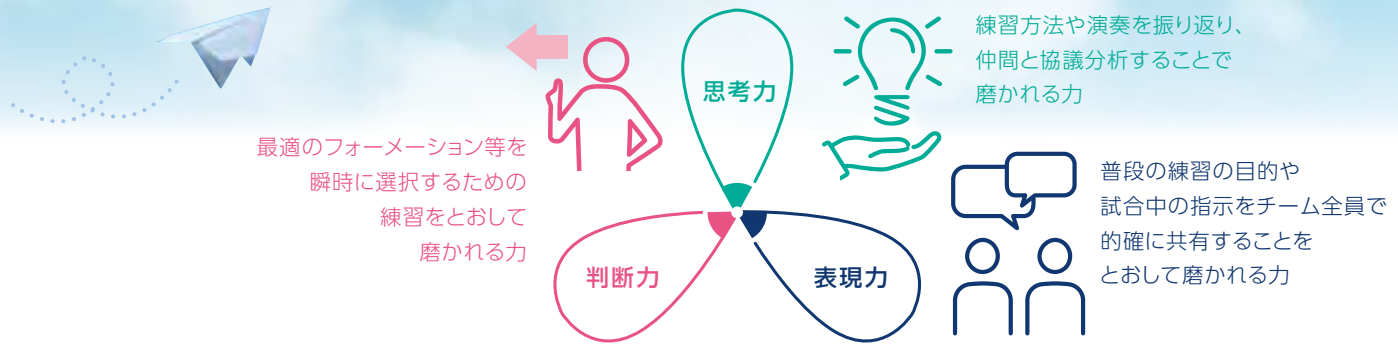 思考力
練習方法や演奏を振り返り、
仲間と協議分析することで
磨かれる力
最適のフォーメーション等を
瞬時に選択するための
練習をとおして
磨かれる力
判断力
表現力
普段の練習の目的や
試合中の指示をチーム全員で
的確に共有することを
とおして磨かれる力